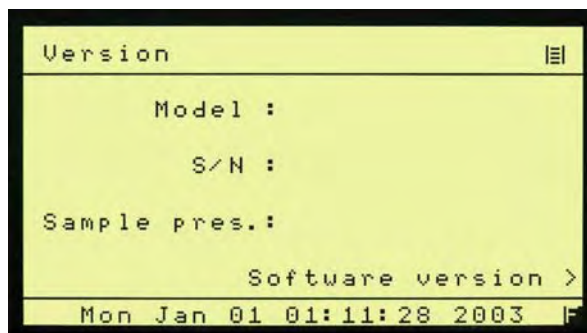 Version
Model :
S/N :
Sample pres.:
Software version >
Mon Jan 01 01:11:28 2003